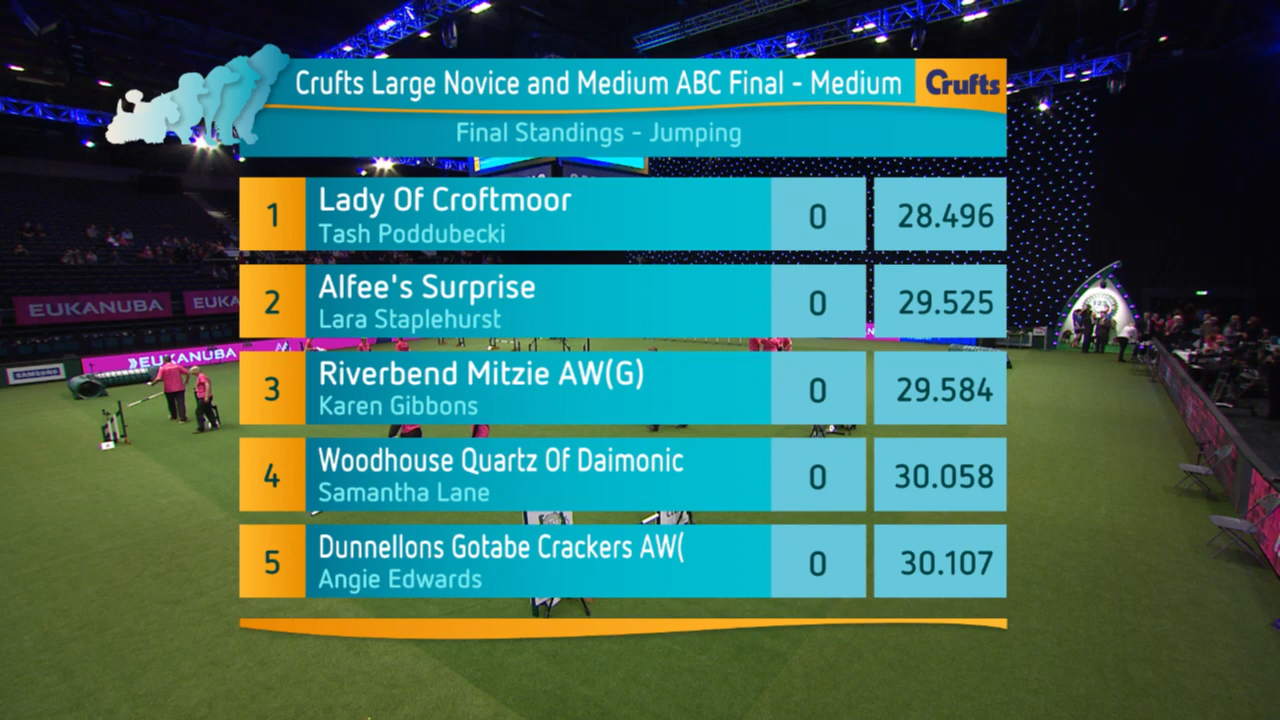 Crufts Large Novice and Medium ABC Final - Medium
Crufts
Final Standings - Jumping
1 Lady Of Croftmoor 0 28.496
Tash Poddubecki
2 Alfee's Surprise 0 29.525
Lara Staplehurst
3 Riverbend Mitzie AW(G) 0 29.584
Karen Gibbons
4 Woodhouse Quartz Of Daimonic 0 30.058
Samantha Lane
5 Dunnellons Gotabe Crackers AW( 0 30.107
Angie Edwards
EUKANUBA
EUKA
EUKANUBA
SAMSUNG